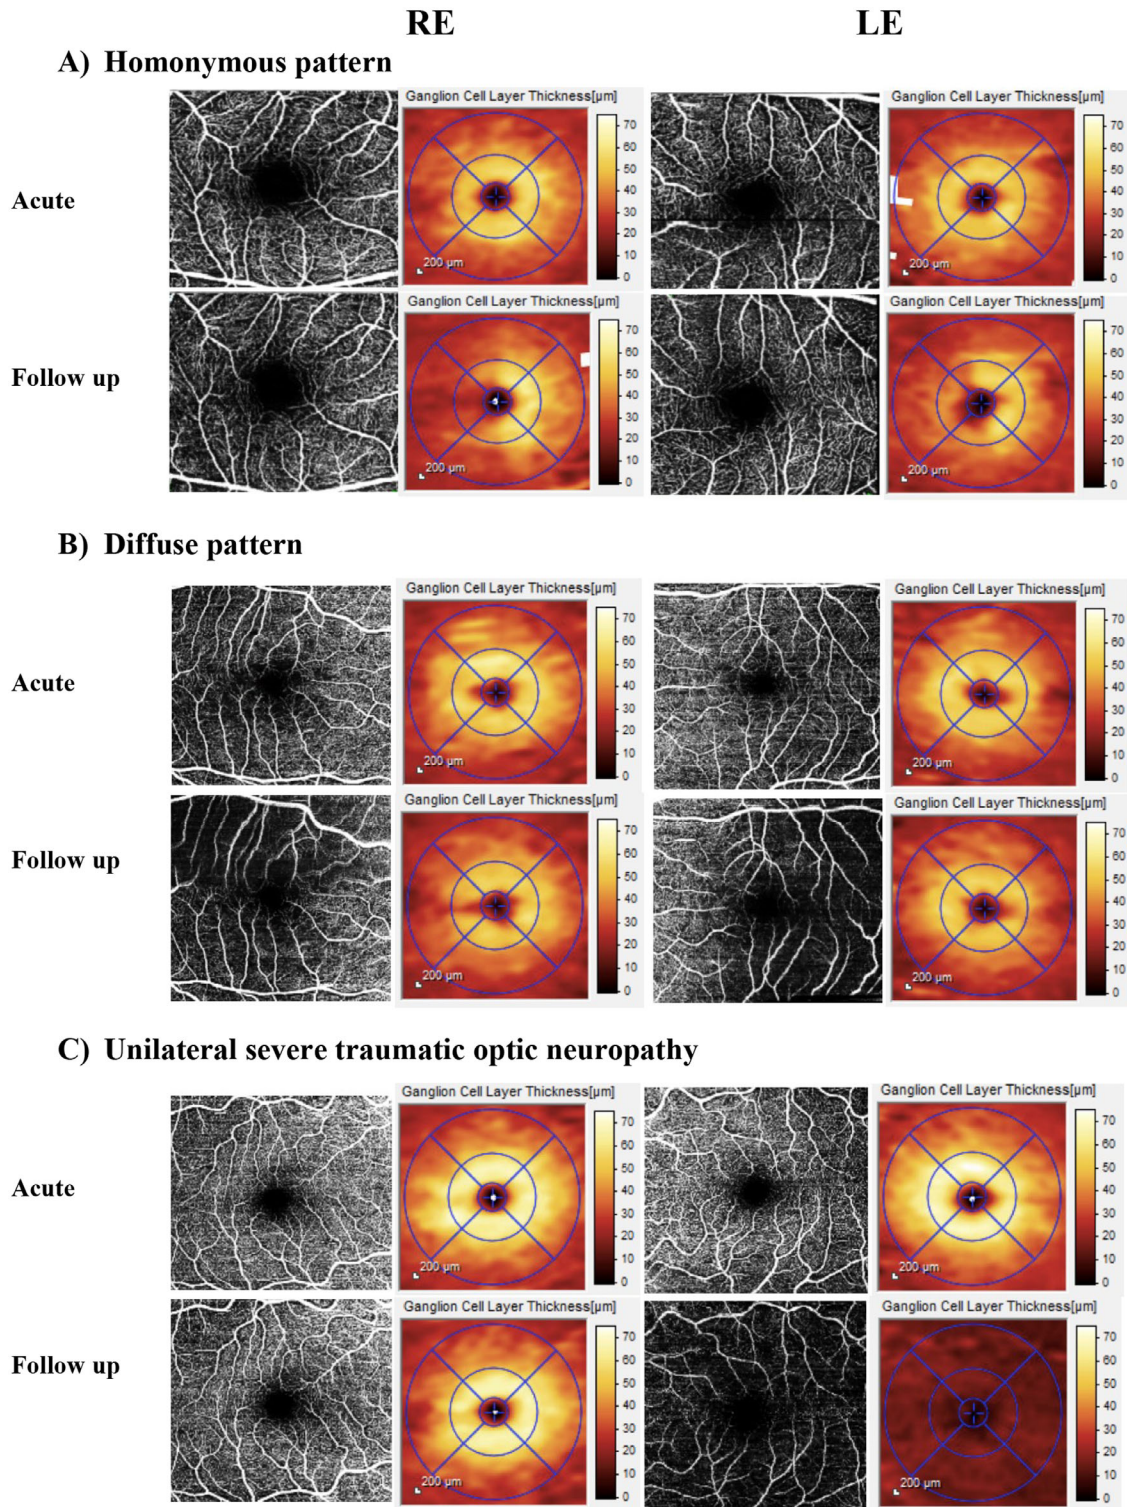 RE LE
A) Homonymous pattern
Ganglion Cell Layer Thickness[µm] Ganglion Cell Layer Thickness[µm]
70 70
60 60
50 50
Acute
40 40
30 30
20 20
10 10
200 µm 200 µm
0 0
Ganglion Cell Layer Thickness[µm] Ganglion Cell Layer Thickness[µm]
70 70
60 60
50 50
Follow up
40 40
30 30
20 20
10 10
200 µm 200 µm
0 0
B) Diffuse pattern
Ganglion Cell Layer Thickness[µm] Ganglion Cell Layer Thickness[µm]
70 70
60 60
50 50
Acute
40 40
30 30
20 20
10 10
200 µm 200 µm
0 0
Ganglion Cell Layer Thickness[µm] Ganglion Cell Layer Thickness[µm]
70 70
60 60
Follow up
50 50
40 40
30 30
20 20
10 10
200 µm 200 µm
0 0
C) Unilateral severe traumatic optic neuropathy
Ganglion Cell Layer Thickness[µm] Ganglion Cell Layer Thickness[µm]
70 70
60 60
50 50
Acute
40 40
30 30
20 20
10 10
200 µm 200 µm
0 0
Ganglion Cell Layer Thickness[µm] Ganglion Cell Layer Thickness[µm]
70 70
60 60
Follow up
50 50
40 40
30 30
20 20
10 10
200 µm 200 µm
0 0